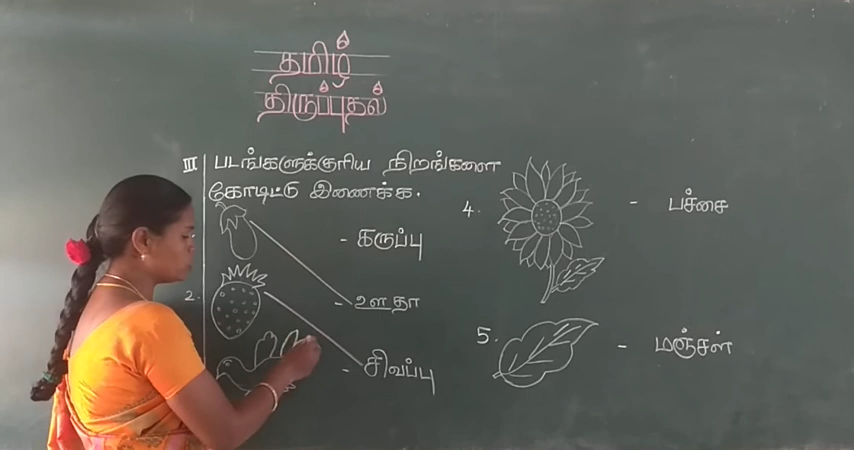 தமிழ்
திருப்புதல்
III படங்களுக்குரிய நிறங்களை
கோடிட்டு இணைக்க.
- கருப்பு
2. - ஊதா
- சிவப்பு
4. - பச்சை
5. - மஞ்சள்